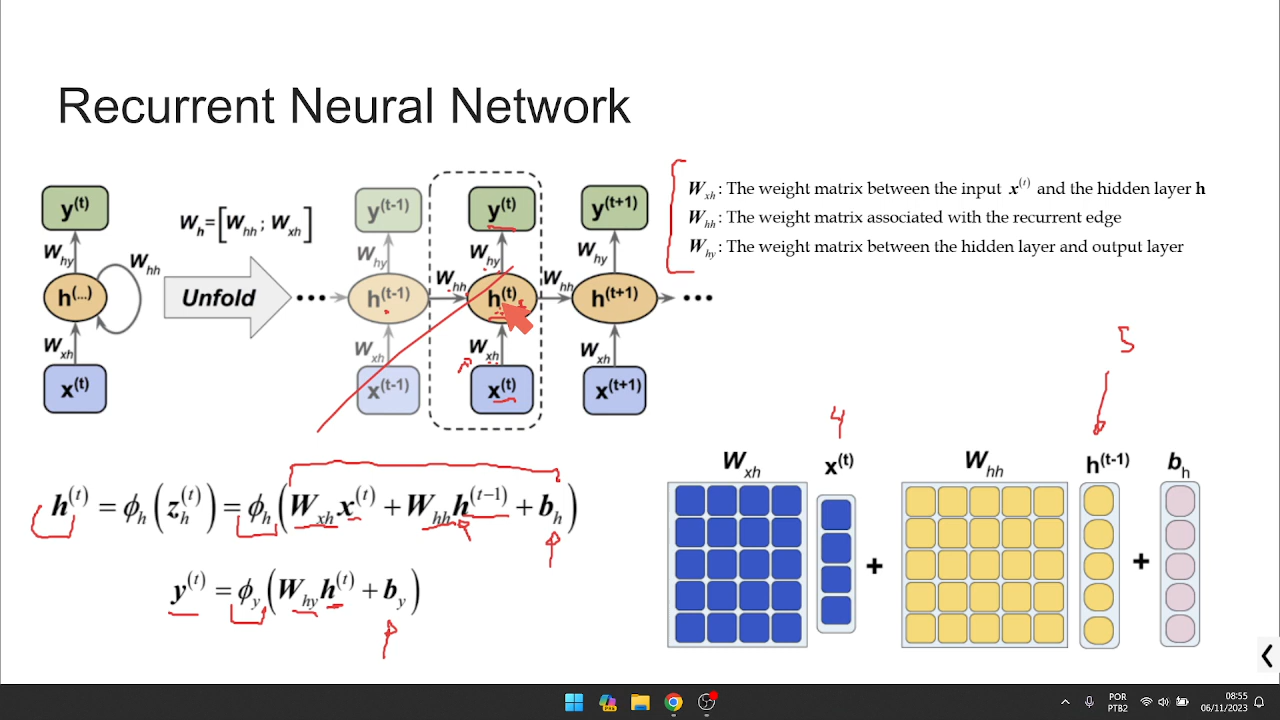 Recurrent Neural Network
y(t)
Why
h(...)
Whh
Wxh
x(t)
Wh=[Whh ; Wxh]
Unfold
...
y(t-1) y(t) y(t+1)
Why Why Why
Whh Whh
h(t-1) h(t) h(t+1) ...
Wxh Wxh Wxh
x(t-1) x(t) x(t+1)
Wxh : The weight matrix between the input x(t) and the hidden layer h
Whh : The weight matrix associated with the recurrent edge
Why : The weight matrix between the hidden layer and output layer
h(t) = ϕh(zh(t)) = ϕh(Wxh x(t) + Whh h(t−1) + bh)
y(t) = ϕy(Why h(t) + by)
4
5
Wxh x(t) Whh h(t-1) bh
+ +
POR
PTB2
08:55
06/11/2023